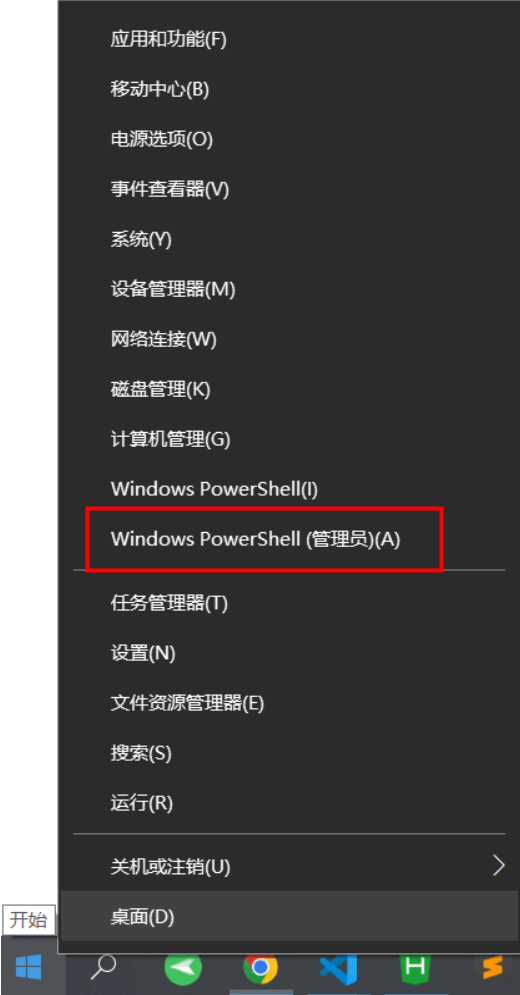 应用和功能(F)
移动中心(B)
电源选项(O)
事件查看器(V)
系统(Y)
设备管理器(M)
网络连接(W)
磁盘管理(K)
计算机管理(G)
Windows PowerShell(I)
Windows PowerShell (管理员)(A)
任务管理器(T)
设置(N)
文件资源管理器(E)
搜索(S)
运行(R)
关机或注销(U)
桌面(D)
开始
H